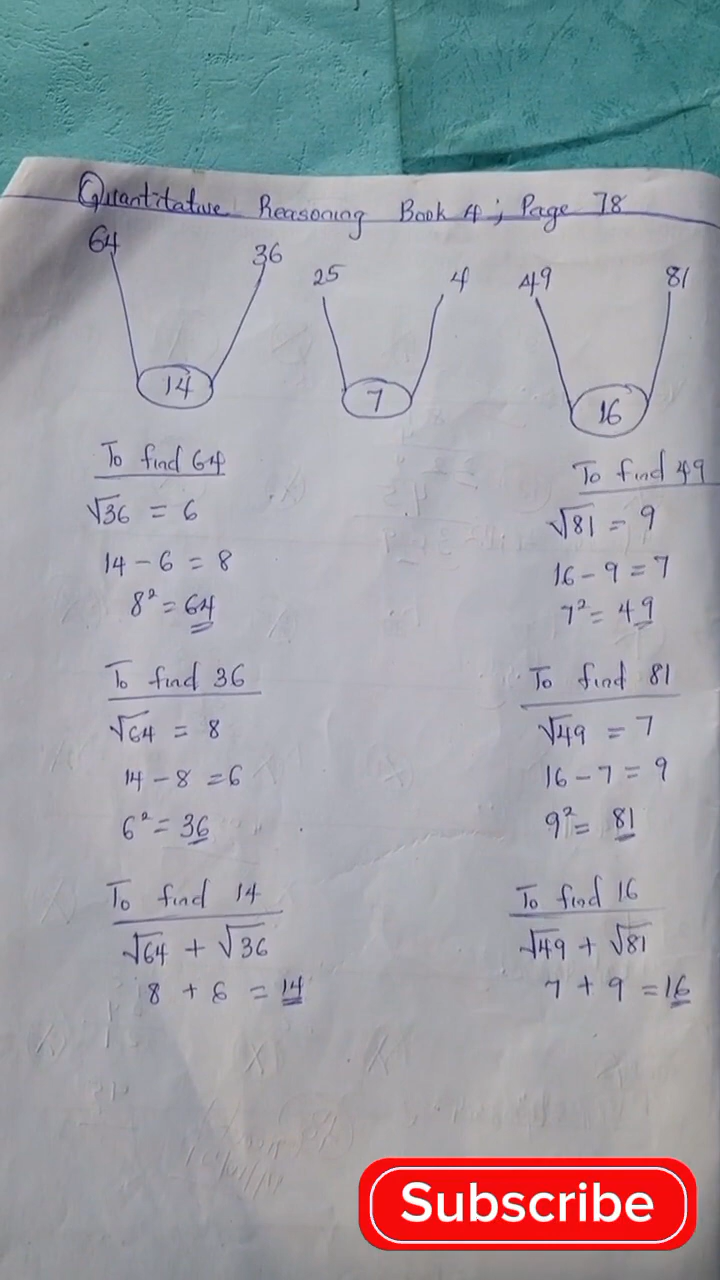 Quantitative Reasoning Book 4; Page 78
64 36 25 4 49 81
14 7 16
To find 64
√36 = 6
14 - 6 = 8
8² = 64
To find 36
√64 = 8
14 - 8 = 6
6² = 36
To find 14
√64 + √36
8 + 6 = 14
To find 49
√81 = 9
16 - 9 = 7
7² = 49
To find 81
√49 = 7
16 - 7 = 9
9² = 81
To find 16
√49 + √81
7 + 9 = 16
Subscribe